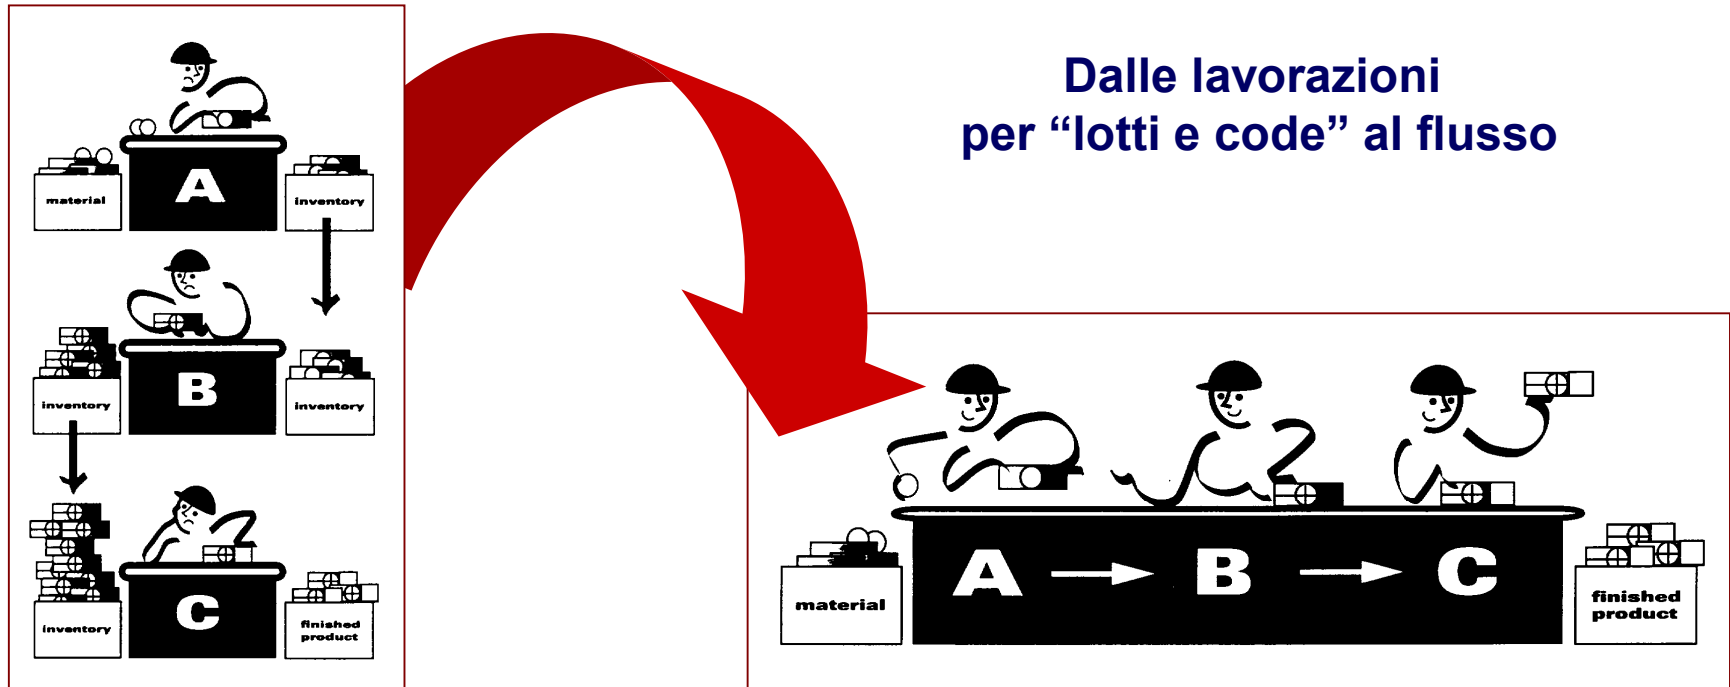 Dalle lavorazioni
per “lotti e code” al flusso
A
material
inventory
B
inventory
inventory
C
inventory
finished
product
A
B
C
material
finished
product